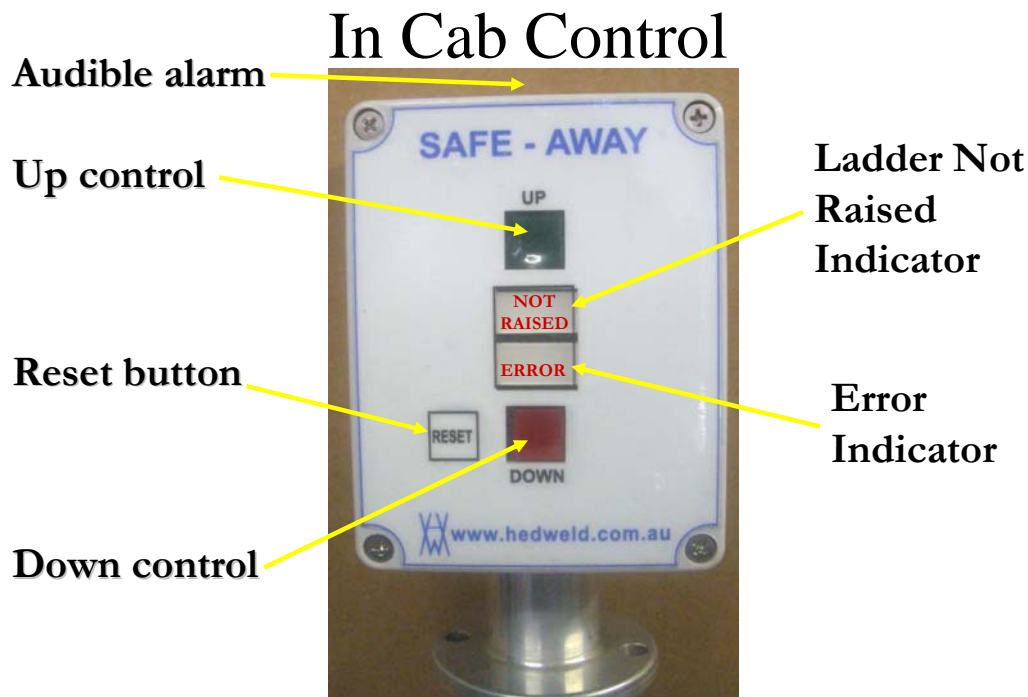 In Cab Control
Audible alarm
SAFE - AWAY
Up control
UP
Ladder Not
Raised
Indicator
NOT
RAISED
ERROR
Reset button
RESET
Error
Indicator
DOWN
www.hedweld.com.au
Down control